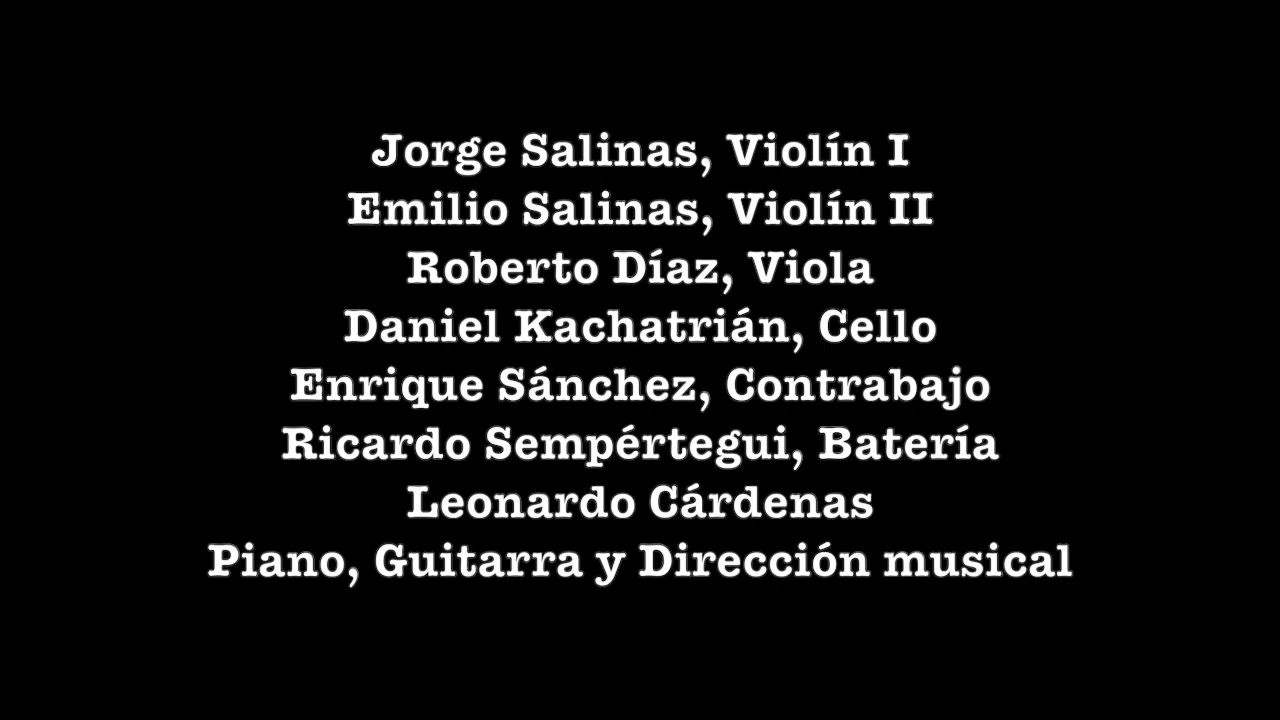 Jorge Salinas, Violín I
Emilio Salinas, Violín II
Roberto Díaz, Viola
Daniel Kachatrián, Cello
Enrique Sánchez, Contrabajo
Ricardo Sempértegui, Batería
Leonardo Cárdenas
Piano, Guitarra y Dirección musical